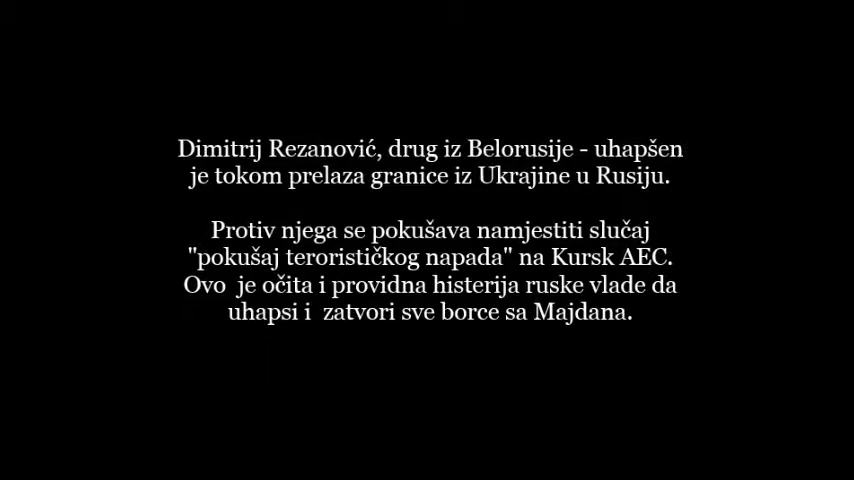 Dimitrij Rezanović, drug iz Belorusije - uhapšen
je tokom prelaza granice iz Ukrajine u Rusiju.
Protiv njega se pokušava namjestiti slučaj
"pokušaj terorističkog napada" na Kursk AEC.
Ovo  je očita i providna histerija ruske vlade da
uhapsi i  zatvori sve borce sa Majdana.